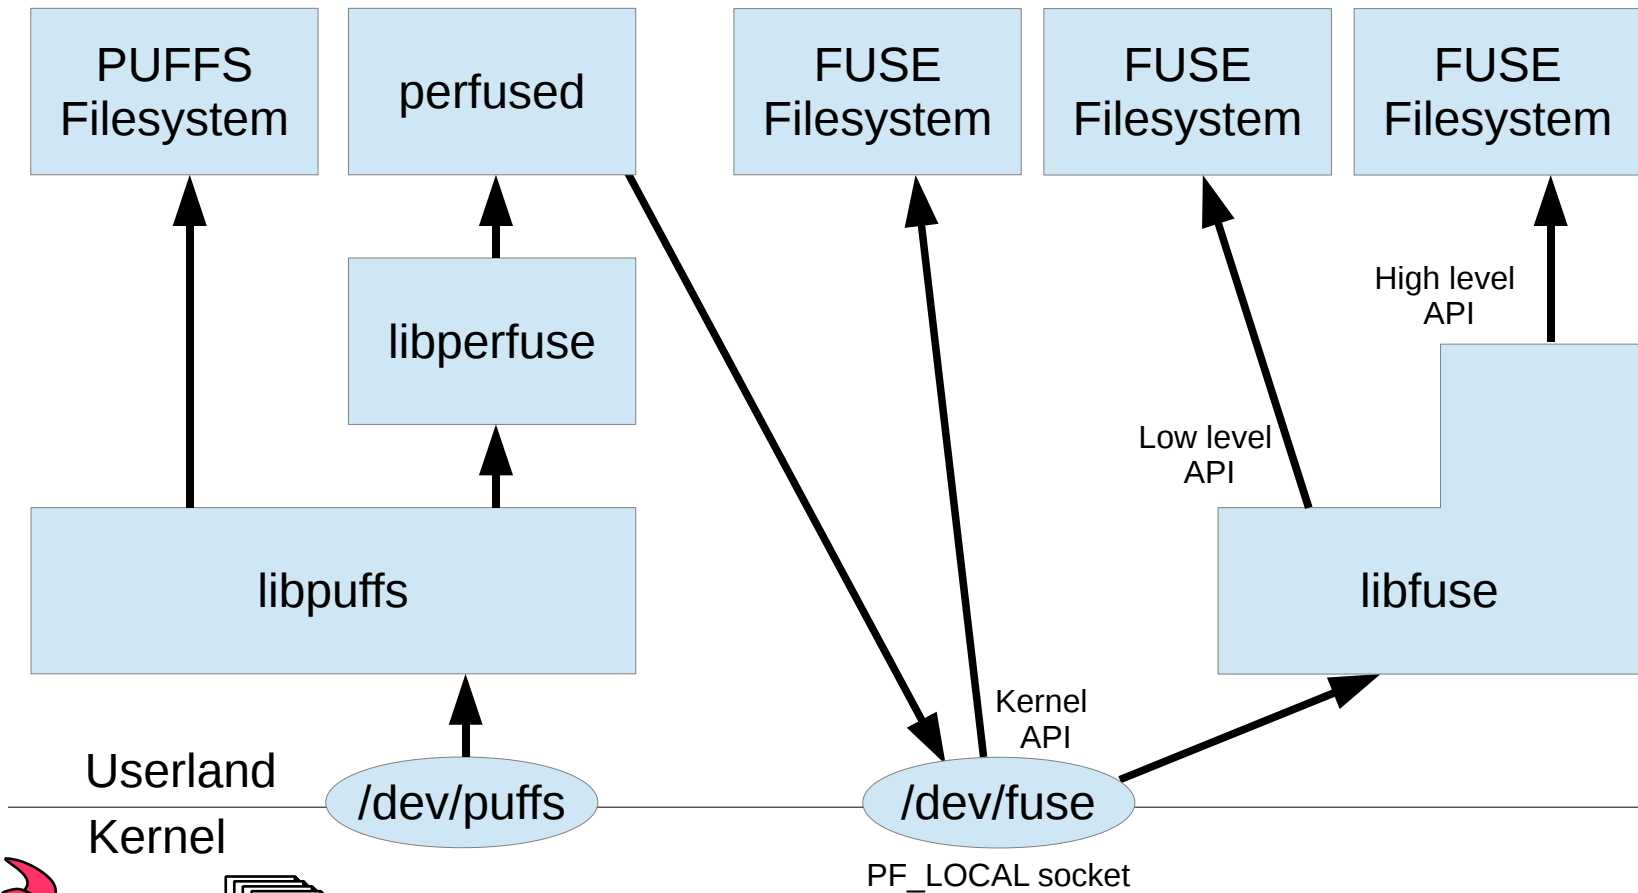 PUFFS
Filesystem
perfused
FUSE
Filesystem
FUSE
Filesystem
FUSE
Filesystem
High level
API
libperfuse
Low level
API
libpuffs
libfuse
Kernel
API
Userland
/dev/puffs
/dev/fuse
Kernel
PF_LOCAL socket